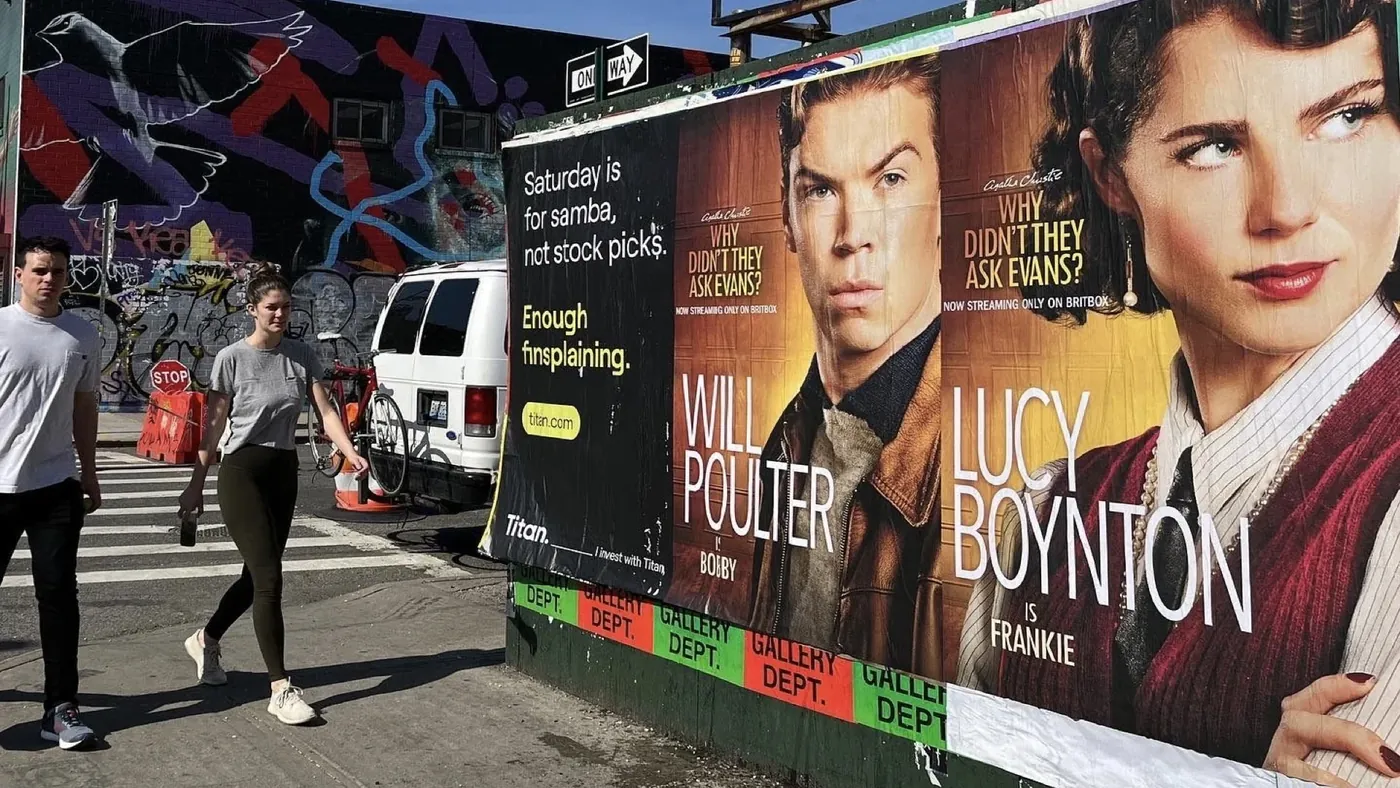 ONE
WAY
STOP
Saturday is
for samba,
not stock picks.
Enough
finsplaining.
titan.com
Titan.
I invest with Titan
Agatha Christie
WHY
DIDN'T THEY
ASK EVANS?
NOW STREAMING ONLY ON BRITBOX
WILL
POULTER
IS
BOBBY
Agatha Christie
WHY
DIDN'T THEY
ASK EVANS?
NOW STREAMING ONLY ON BRITBOX
LUCY
BOYNTON
IS
FRANKIE
GALLERY
DEPT.
GALLERY
DEPT.
GALLERY
DEPT.
GALLERY
DEPT.
GALLERY
DEPT